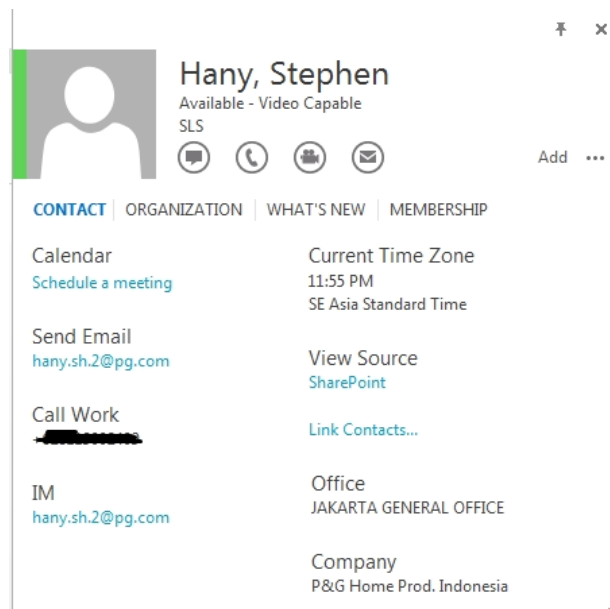 Hany, Stephen
Available - Video Capable
SLS
Add
CONTACT ORGANIZATION WHAT'S NEW MEMBERSHIP
Calendar
Schedule a meeting
Send Email
hany.sh.2@pg.com
Call Work
IM
hany.sh.2@pg.com
Current Time Zone
11:55 PM
SE Asia Standard Time
View Source
SharePoint
Link Contacts...
Office
JAKARTA GENERAL OFFICE
Company
P&G Home Prod. Indonesia